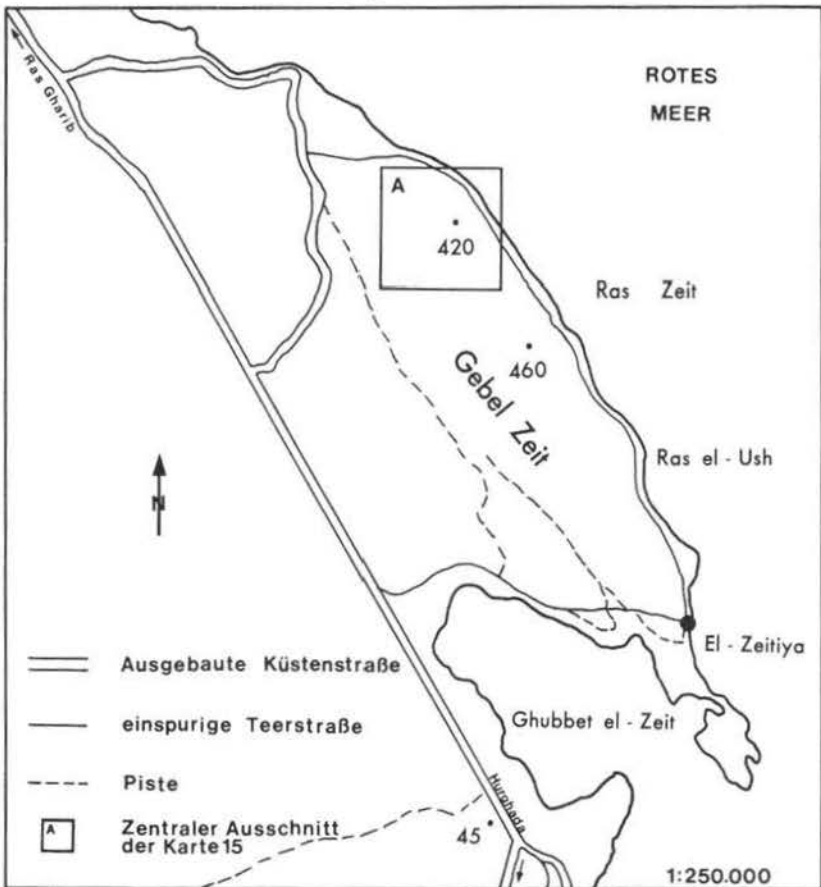 ROTES
MEER
Ras Gharib
A
420
Ras Zeit
460
Gebel Zeit
Ras el - Ush
N
El - Zeitiya
Ausgebaute Küstenstraße
Ghubbet el - Zeit
einspurige Teerstraße
Piste
Hurghada
A
Zentraler Ausschnitt
der Karte 15
45
1:250.000